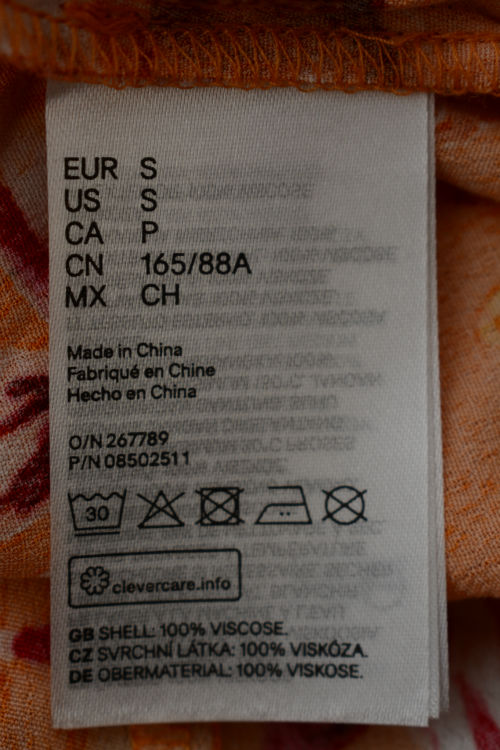 EUR S
US S
CA P
CN 165/88A
MX CH
Made in China
Fabriqué en Chine
Hecho en China
O/N 267789
P/N 08502511
30
clevercare.info
GB SHELL: 100% VISCOSE.
CZ SVRCHNÍ LÁTKA: 100% VISKÓZA.
DE OBERMATERIAL: 100% VISKOSE.